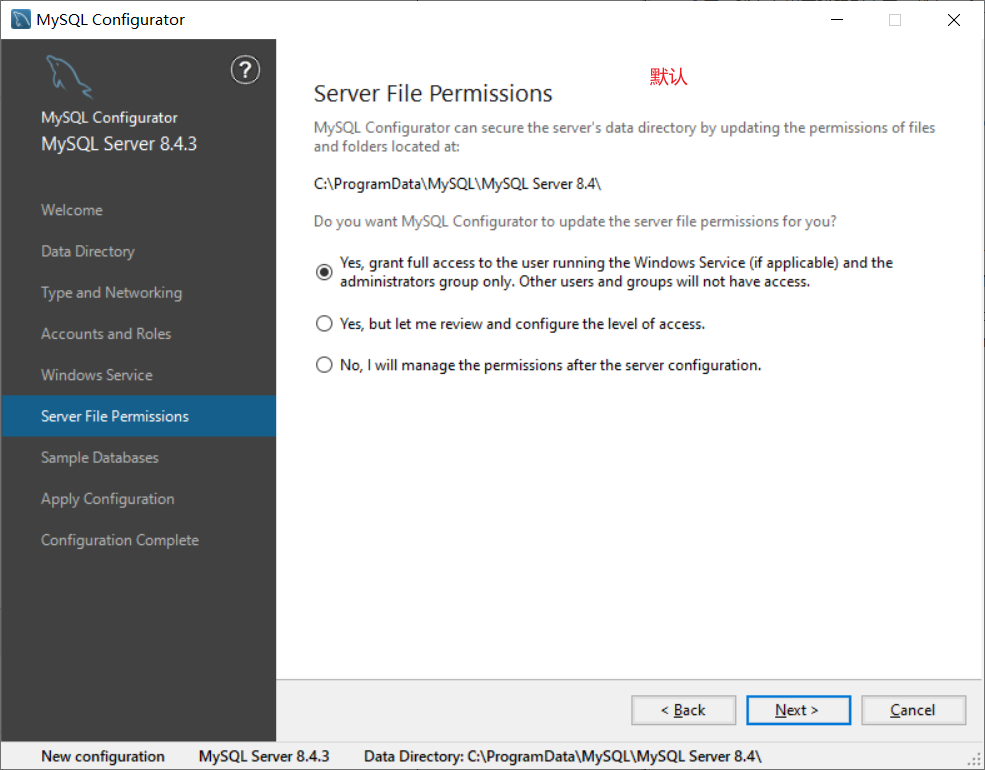 MySQL Configurator
?
MySQL Configurator
MySQL Server 8.4.3
Welcome
Data Directory
Type and Networking
Accounts and Roles
Windows Service
Server File Permissions
Sample Databases
Apply Configuration
Configuration Complete
默认
Server File Permissions
MySQL Configurator can secure the server's data directory by updating the permissions of files
and folders located at:
C:\ProgramData\MySQL\MySQL Server 8.4\
Do you want MySQL Configurator to update the server file permissions for you?
Yes, grant full access to the user running the Windows Service (if applicable) and the
administrators group only. Other users and groups will not have access.
Yes, but let me review and configure the level of access.
No, I will manage the permissions after the server configuration.
< Back
Next >
Cancel
New configuration
MySQL Server 8.4.3
Data Directory: C:\ProgramData\MySQL\MySQL Server 8.4\